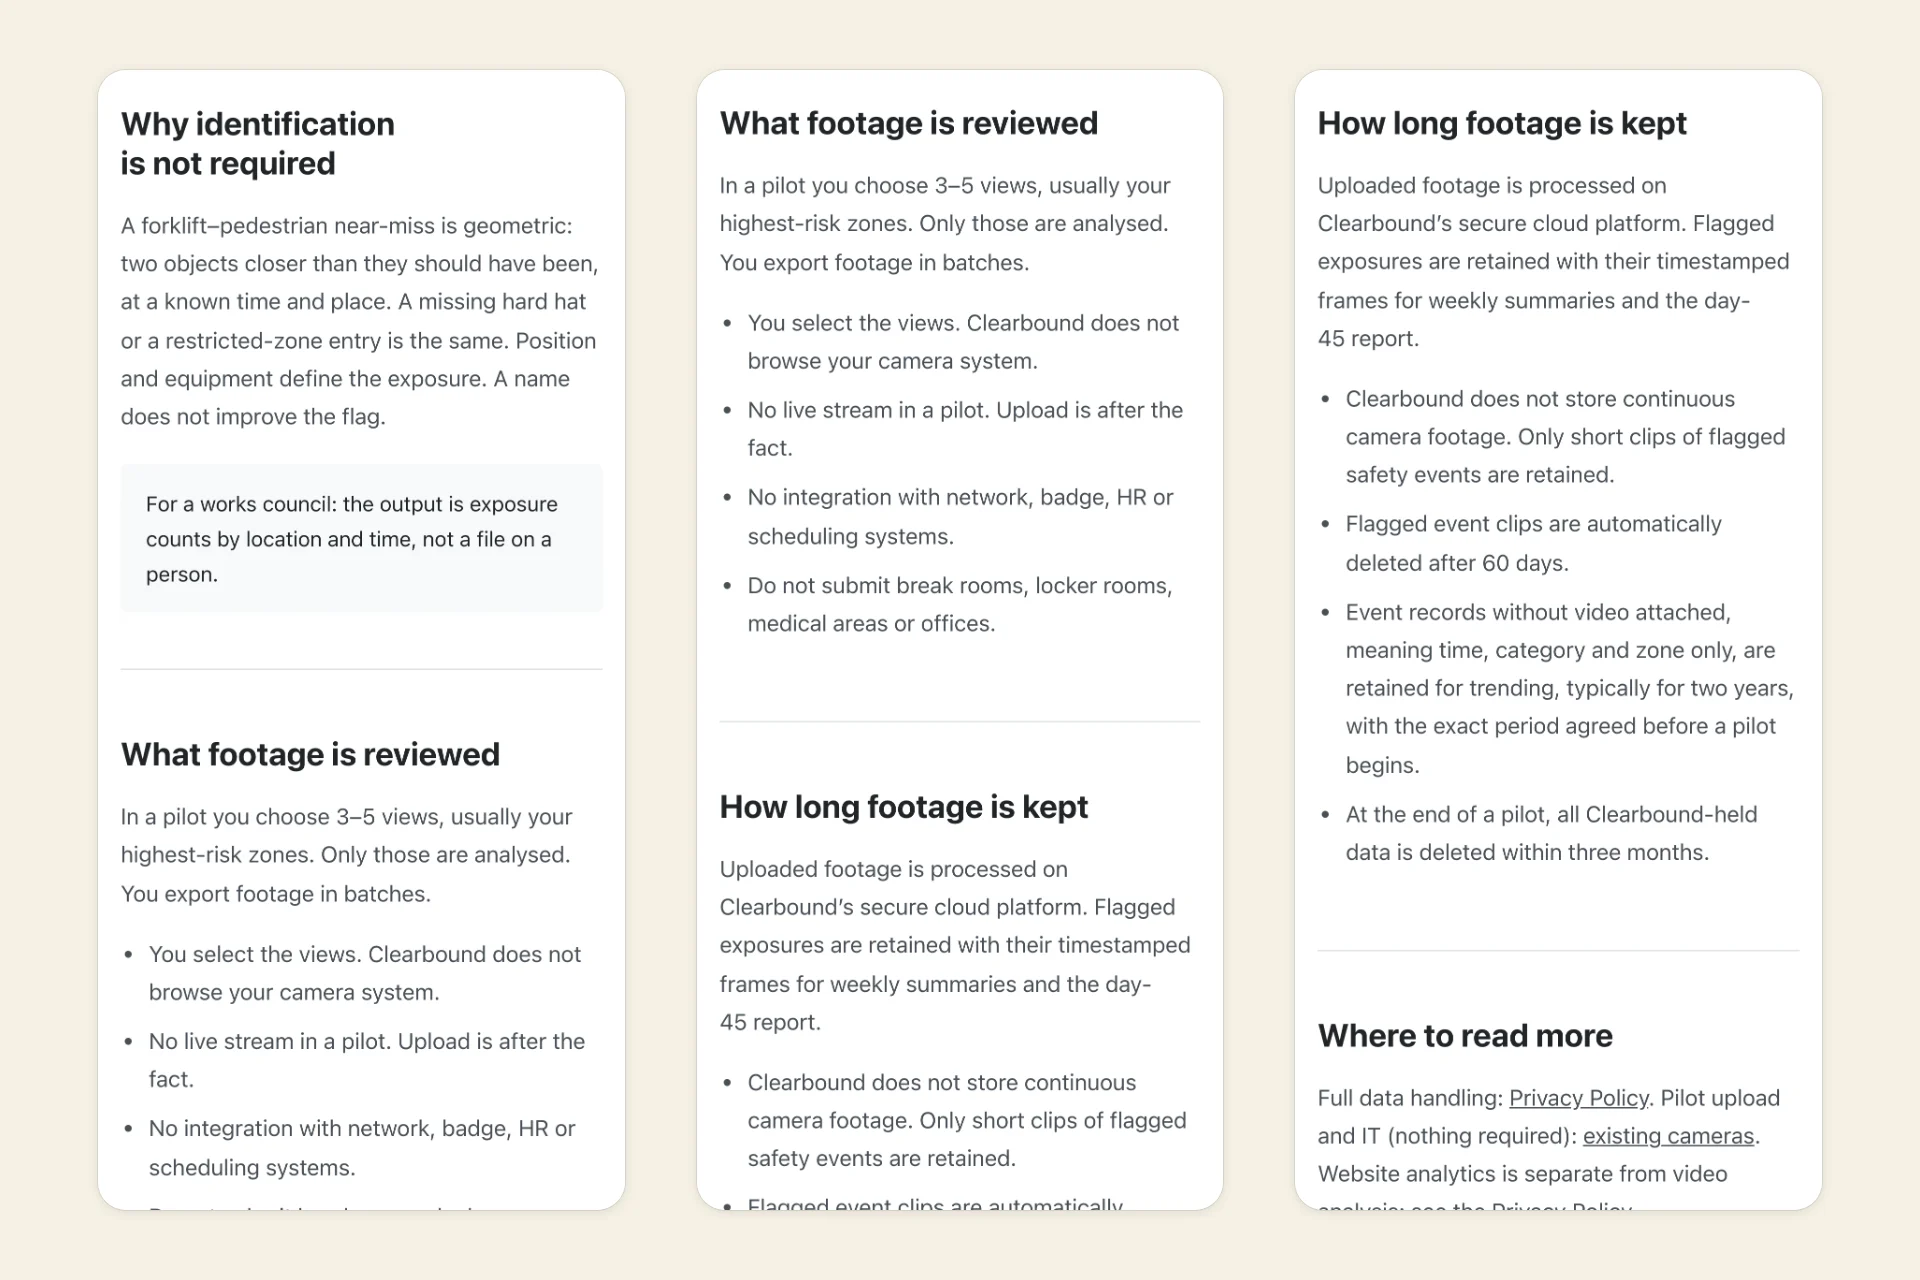 Why identification
is not required
A forklift–pedestrian near-miss is geometric:
two objects closer than they should have been,
at a known time and place. A missing hard hat
or a restricted-zone entry is the same. Position
and equipment define the exposure. A name
does not improve the flag.
For a works council: the output is exposure
counts by location and time, not a file on a
person.
What footage is reviewed
In a pilot you choose 3–5 views, usually your
highest-risk zones. Only those are analysed.
You export footage in batches.
• You select the views. Clearbound does not
browse your camera system.
• No live stream in a pilot. Upload is after the
fact.
• No integration with network, badge, HR or
scheduling systems.
What footage is reviewed
In a pilot you choose 3–5 views, usually your
highest-risk zones. Only those are analysed.
You export footage in batches.
• You select the views. Clearbound does not
browse your camera system.
• No live stream in a pilot. Upload is after the
fact.
• No integration with network, badge, HR or
scheduling systems.
• Do not submit break rooms, locker rooms,
medical areas or offices.
How long footage is kept
Uploaded footage is processed on
Clearbound’s secure cloud platform. Flagged
exposures are retained with their timestamped
frames for weekly summaries and the day-
45 report.
• Clearbound does not store continuous
camera footage. Only short clips of flagged
safety events are retained.
• Flagged event clips are automatically
How long footage is kept
Uploaded footage is processed on
Clearbound’s secure cloud platform. Flagged
exposures are retained with their timestamped
frames for weekly summaries and the day-
45 report.
• Clearbound does not store continuous
camera footage. Only short clips of flagged
safety events are retained.
• Flagged event clips are automatically
deleted after 60 days.
• Event records without video attached,
meaning time, category and zone only, are
retained for trending, typically for two years,
with the exact period agreed before a pilot
begins.
• At the end of a pilot, all Clearbound-held
data is deleted within three months.
Where to read more
Full data handling: Privacy Policy. Pilot upload
and IT (nothing required): existing cameras.
Website analytics is separate from video
analysis: see the Privacy Policy